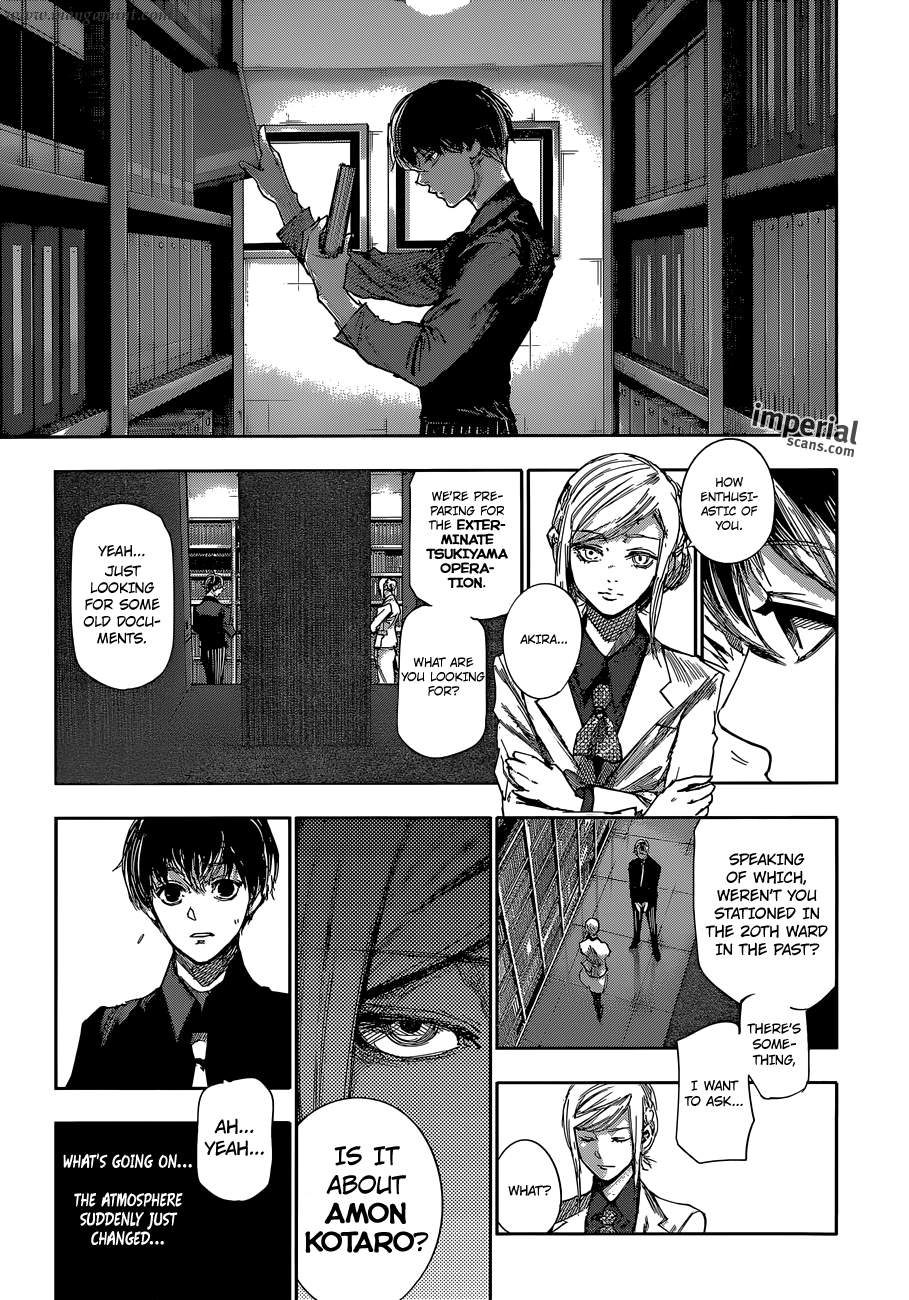 www.mangapanda.com
imperial
scans.com
HOW
ENTHUSI-
ASTIC OF
YOU.
AKIRA...
WE'RE PRE-
PARING FOR
THE EXTER-
MINATE
TSUKIYAMA
OPERA-
TION.
WHAT ARE
YOU LOOKING
FOR?
YEAH...
JUST
LOOKING
FOR SOME
OLD DOCU-
MENTS.
SPEAKING
OF WHICH,
WEREN'T YOU
STATIONED IN
THE 20TH WARD
IN THE PAST?
THERE'S
SOME-
THING,
I WANT
TO ASK...
WHAT?
IS IT
ABOUT
AMON
KOTARO?
AH...
YEAH...
WHAT'S GOING ON...
THE ATMOSPHERE
SUDDENLY JUST
CHANGED...